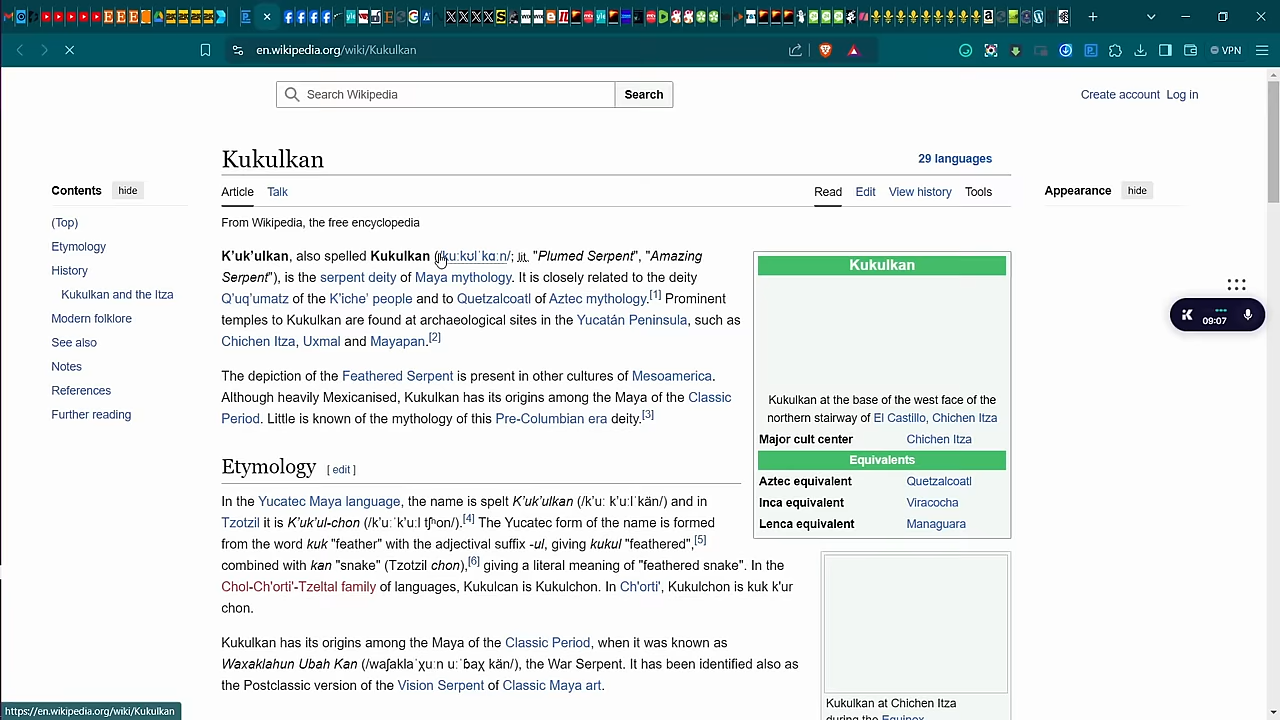 en.wikipedia.org/wiki/Kukulkan
VPN
Search Wikipedia
Search
Create account Log in
Kukulkan
29 languages
Contents hide
Article Talk
Read Edit View history Tools
Appearance hide
(Top)
Etymology
History
Kukulkan and the Itza
Modern folklore
See also
Notes
References
Further reading
From Wikipedia, the free encyclopedia
K'uk'ulkan, also spelled Kukulkan (/kuːkʊlˈkɑːn/; lit. "Plumed Serpent", "Amazing
Serpent"), is the serpent deity of Maya mythology. It is closely related to the deity
Q'uq'umatz of the K'iche' people and to Quetzalcoatl of Aztec mythology.[1] Prominent
temples to Kukulkan are found at archaeological sites in the Yucatán Peninsula, such as
Chichen Itza, Uxmal and Mayapan.[2]
The depiction of the Feathered Serpent is present in other cultures of Mesoamerica.
Although heavily Mexicanised, Kukulkan has its origins among the Maya of the Classic
Period. Little is known of the mythology of this Pre-Columbian era deity.[3]
Etymology [ edit ]
In the Yucatec Maya language, the name is spelt K'uk'ulkan (/kʼuː kʼuːlˈkän/) and in
Tzotzil it is K'uk'ul-chon (/kʼuːˈkʼuːl tʃʰon/).[4] The Yucatec form of the name is formed
from the word kuk "feather" with the adjectival suffix -ul, giving kukul "feathered",[5]
combined with kan "snake" (Tzotzil chon),[6] giving a literal meaning of "feathered snake". In the
Chol-Ch'orti'-Tzeltal family of languages, Kukulcan is Kukulchon. In Ch'orti', Kukulchon is kuk k'ur
chon.
Kukulkan has its origins among the Maya of the Classic Period, when it was known as
Waxaklahun Ubah Kan (/waʃaklaˈχuːn uːˈɓaχ kän/), the War Serpent. It has been identified also as
the Postclassic version of the Vision Serpent of Classic Maya art.
Kukulkan
Kukulkan at the base of the west face of the
northern stairway of El Castillo, Chichen Itza
Major cult center Chichen Itza
Equivalents
Aztec equivalent Quetzalcoatl
Inca equivalent Viracocha
Lenca equivalent Managuara
Kukulkan at Chichen Itza
during the Equinox
09:07
https://en.wikipedia.org/wiki/Kukulkan